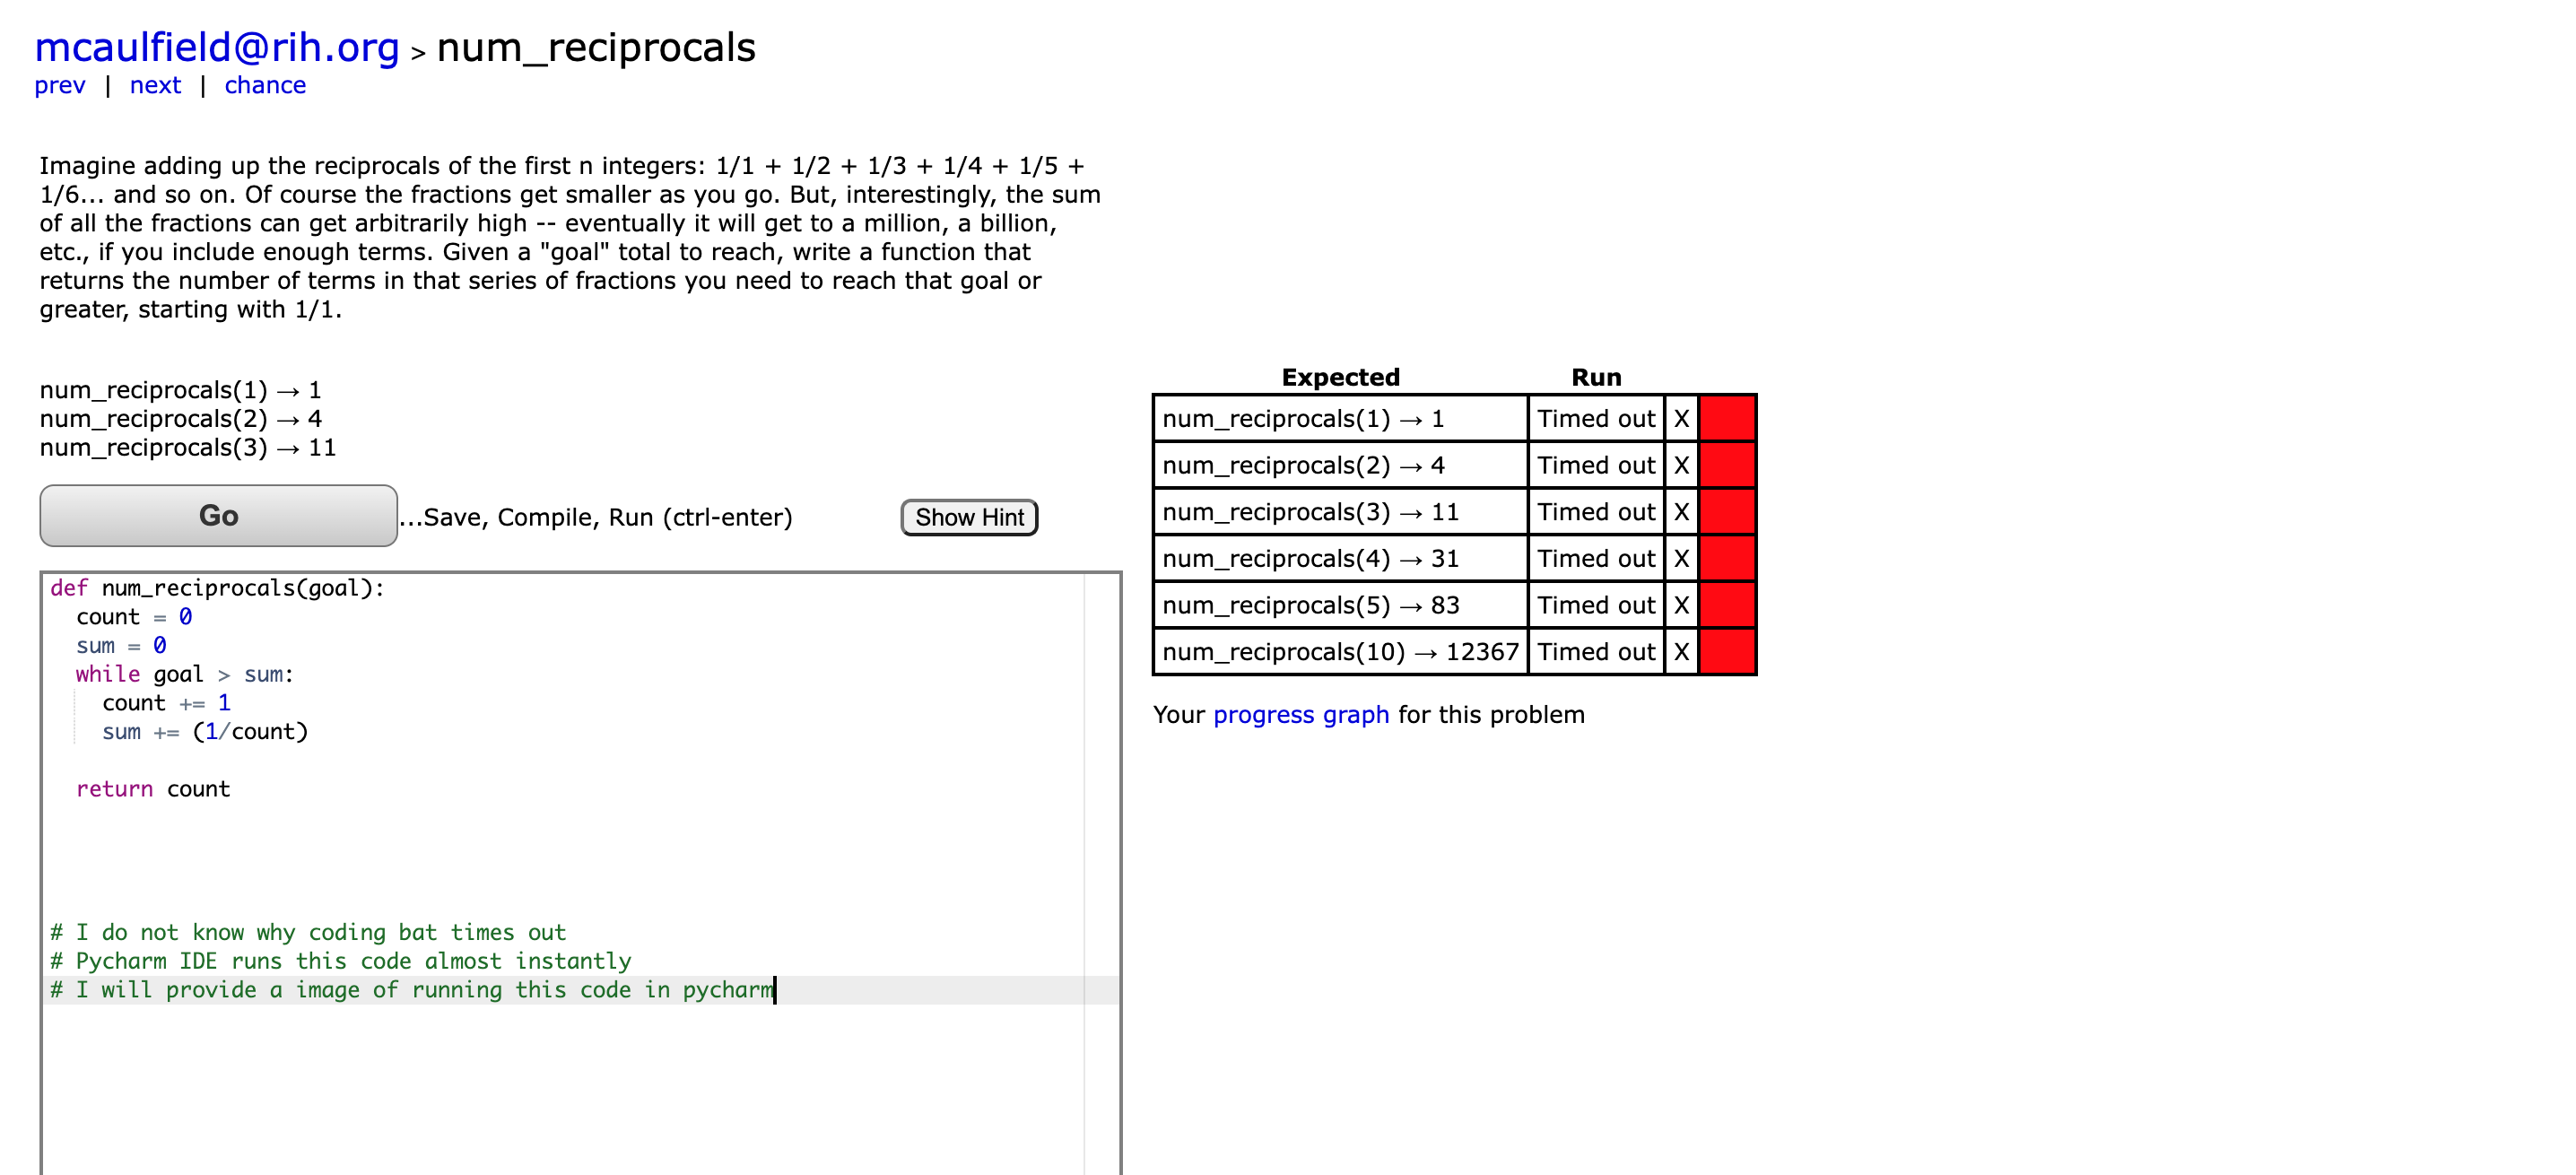 mcaulfield@rih.org > num_reciprocals
prev | next | chance
Imagine adding up the reciprocals of the first n integers: 1/1 + 1/2 + 1/3 + 1/4 + 1/5 +
1/6... and so on. Of course the fractions get smaller as you go. But, interestingly, the sum
of all the fractions can get arbitrarily high -- eventually it will get to a million, a billion,
etc., if you include enough terms. Given a "goal" total to reach, write a function that
returns the number of terms in that series of fractions you need to reach that goal or
greater, starting with 1/1.
num_reciprocals(1) → 1
num_reciprocals(2) → 4
num_reciprocals(3) → 11
Go ...Save, Compile, Run (ctrl-enter) Show Hint
def num_reciprocals(goal):
  count = 0
  sum = 0
  while goal > sum:
    count += 1
    sum += (1/count)
  return count
# I do not know why coding bat times out
# Pycharm IDE runs this code almost instantly
# I will provide a image of running this code in pycharm
Expected Run
num_reciprocals(1) → 1 Timed out X
num_reciprocals(2) → 4 Timed out X
num_reciprocals(3) → 11 Timed out X
num_reciprocals(4) → 31 Timed out X
num_reciprocals(5) → 83 Timed out X
num_reciprocals(10) → 12367 Timed out X
Your progress graph for this problem